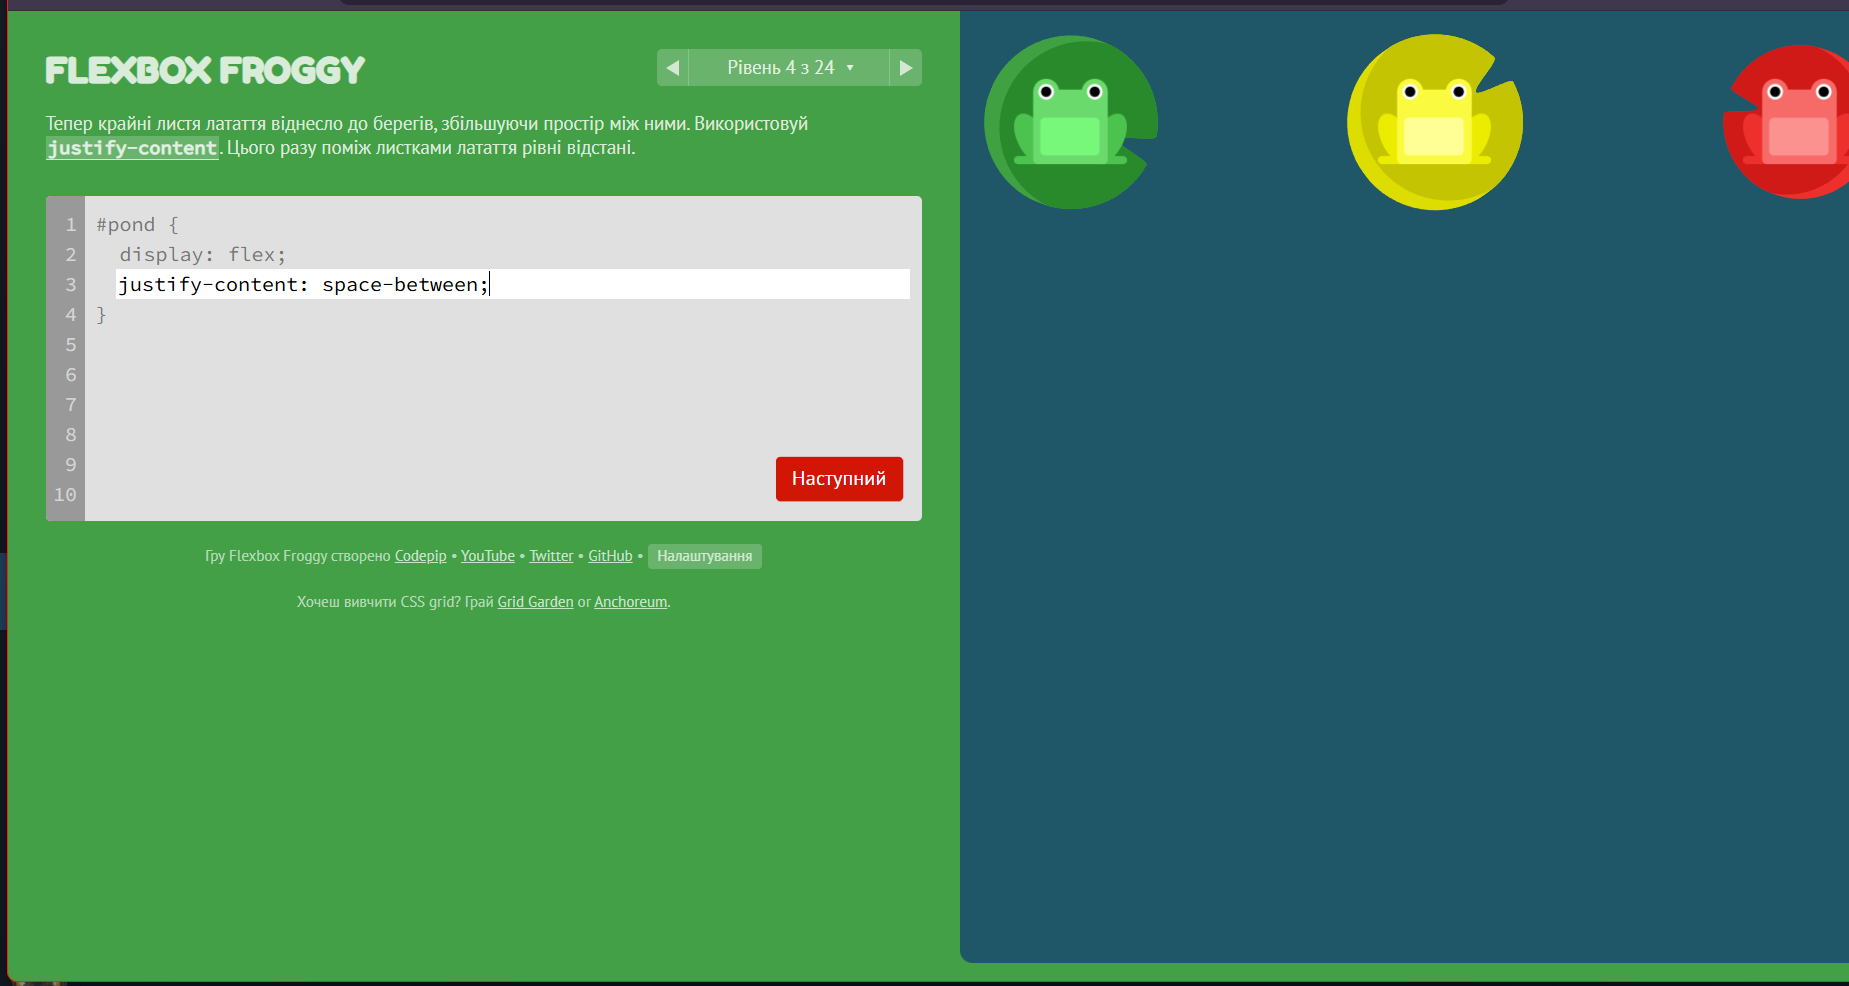 FLEXBOX FROGGY
◀ Рівень 4 з 24 ▼ ▶
Тепер крайні листя латаття віднесло до берегів, збільшуючи простір між ними. Використовуй
justify-content. Цього разу поміж листками латаття рівні відстані.
1 #pond {
2 display: flex;
3 justify-content: space-between;
4 }
5
6
7
8
9
10
Наступний
Гру Flexbox Froggy створено Codepip • YouTube • Twitter • GitHub • Налаштування
Хочеш вивчити CSS grid? Грай Grid Garden or Anchoreum.